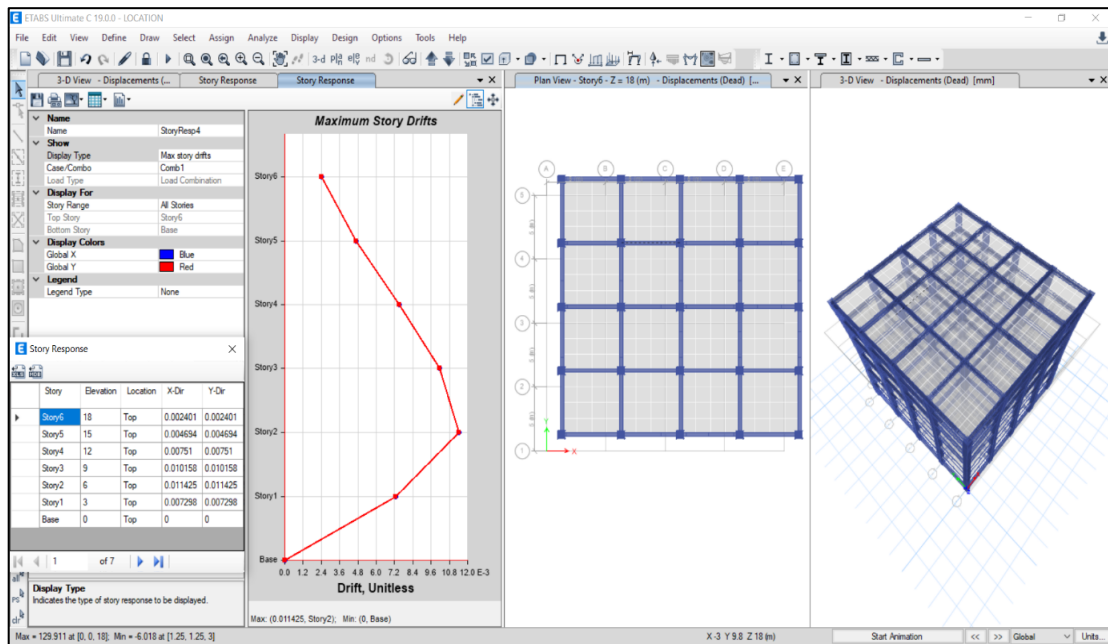 ETABS Ultimate C 19.0.0 - LOCATION
File Edit View Define Draw Select Assign Analyze Display Design Options Tools Help
3-d
nd
3-D View - Displacements (...
Story Response
Story Response
Name
Name StoryResp4
Show
Display Type Max story drifts
Case/Combo Comb1
Load Type Load Combination
Display For
Story Range All Stories
Top Story Story6
Bottom Story Base
Display Colors
Global X Blue
Global Y Red
Legend
Legend Type None
Story Response
Story Elevation Location X-Dir Y-Dir
Story6 18 Top 0.002401 0.002401
Story5 15 Top 0.004694 0.004694
Story4 12 Top 0.00751 0.00751
Story3 9 Top 0.010158 0.010158
Story2 6 Top 0.011425 0.011425
Story1 3 Top 0.007298 0.007298
Base 0 Top 0 0
1 of 7
Display Type
Indicates the type of story response to be displayed.
Maximum Story Drifts
Story6
Story5
Story4
Story3
Story2
Story1
Base
0.0 1.2 2.4 3.6 4.8 6.0 7.2 8.4 9.6 10.8 12.0 E-3
Drift, Unitless
Max: (0.011425, Story2); Min: (0, Base)
Plan View - Story6 - Z = 18 (m) - Displacements (Dead) [...
A B C D E
5
4
3
2
1
Y
X
3-D View - Displacements (Dead) [mm]
Max = 129.911 at [0, 0, 18]; Min = -6.018 at [1.25, 1.25, 3]
X -3 Y 9.8 Z 18 (m)
Start Animation
<< >>
Global
Units...